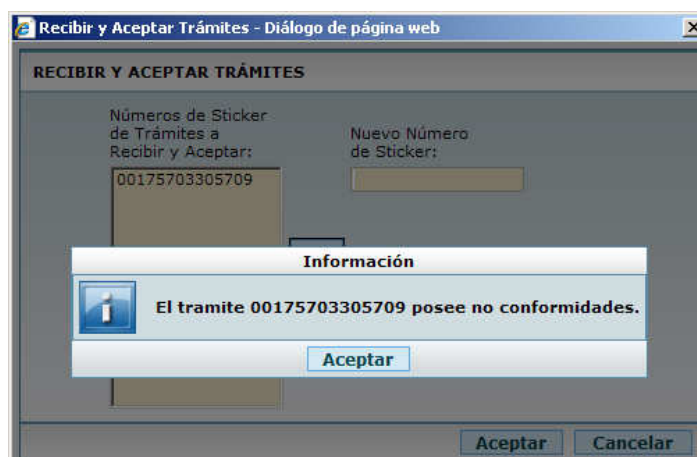 Recibir y Aceptar Trámites - Diálogo de página web
RECIBIR Y ACEPTAR TRÁMITES
Números de Sticker
de Trámites a
Recibir y Aceptar:
Nuevo Número
de Sticker:
00175703305709
Información
El tramite 00175703305709 posee no conformidades.
Aceptar
Aceptar
Cancelar